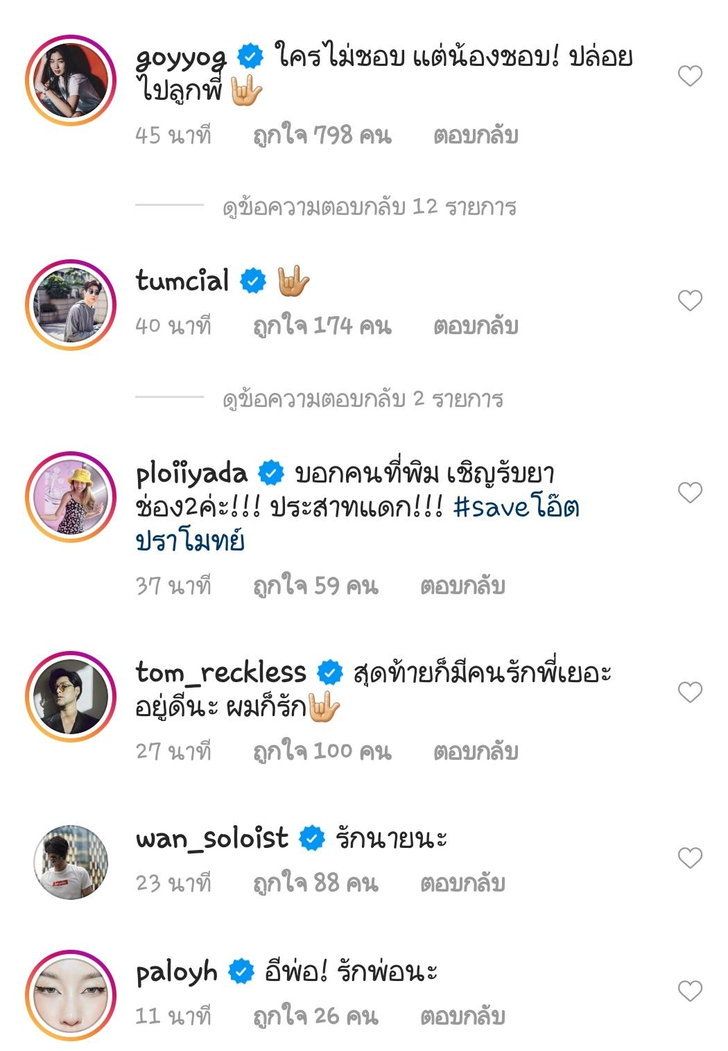 goyyog ใครไม่ชอบ แต่น้องชอบ! ปล่อย
ไปลูกพี่ 🤟🏼
45 นาที ถูกใจ 798 คน ตอบกลับ
ดูข้อความตอบกลับ 12 รายการ
tumcial 🤟🏼
40 นาที ถูกใจ 174 คน ตอบกลับ
ดูข้อความตอบกลับ 2 รายการ
ploiiyada บอกคนที่พิม เชิญรับยา
ช่อง2ค่ะ!!! ประสาทแดก!!! #saveโอ๊ต
ปราโมทย์
37 นาที ถูกใจ 59 คน ตอบกลับ
tom_reckless สุดท้ายก็มีคนรักพี่เยอะ
อยู่ดีนะ ผมก็รัก🤟🏼
27 นาที ถูกใจ 100 คน ตอบกลับ
wan_soloist รักนายนะ
23 นาที ถูกใจ 88 คน ตอบกลับ
paloyh อีพ่อ! รักพ่อนะ
11 นาที ถูกใจ 26 คน ตอบกลับ